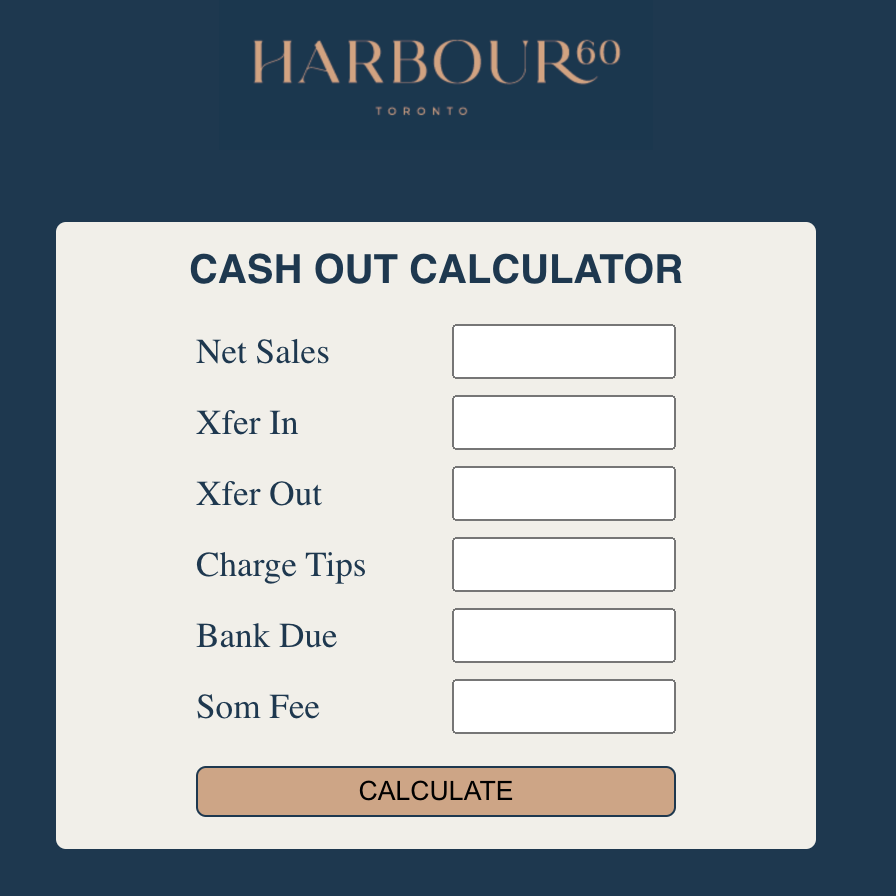 HARBOUR60
TORONTO
CASH OUT CALCULATOR
Net Sales
Xfer In
Xfer Out
Charge Tips
Bank Due
Som Fee
CALCULATE